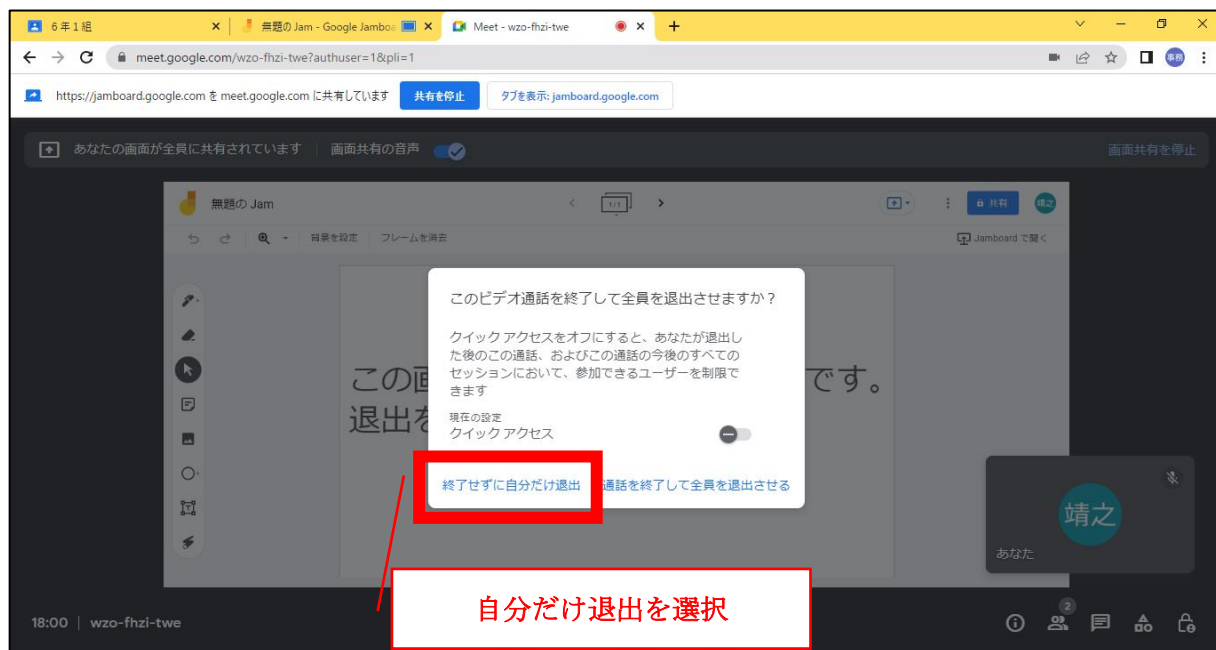 6年1組
無題の Jam - Google Jamboa
Meet - wzo-fhzi-twe
meet.google.com/wzo-fhzi-twe?authuser=1&pli=1
事務
https://jamboard.google.com を meet.google.com に共有しています
共有を停止
タブを表示: jamboard.google.com
あなたの画面が全員に共有されています
画面共有の音声
画面共有を停止
無題の Jam
1/1
共有
靖之
背景を設定
フレームを消去
Jamboard で開く
この画
です。
退出を
このビデオ通話を終了して全員を退出させますか？
クイック アクセスをオフにすると、あなたが退出し
た後のこの通話、およびこの通話の今後のすべての
セッションにおいて、参加できるユーザーを制限で
きます
現在の設定
クイック アクセス
終了せずに自分だけ退出
通話を終了して全員を退出させる
靖之
あなた
自分だけ退出を選択
18:00 | wzo-fhzi-twe
2